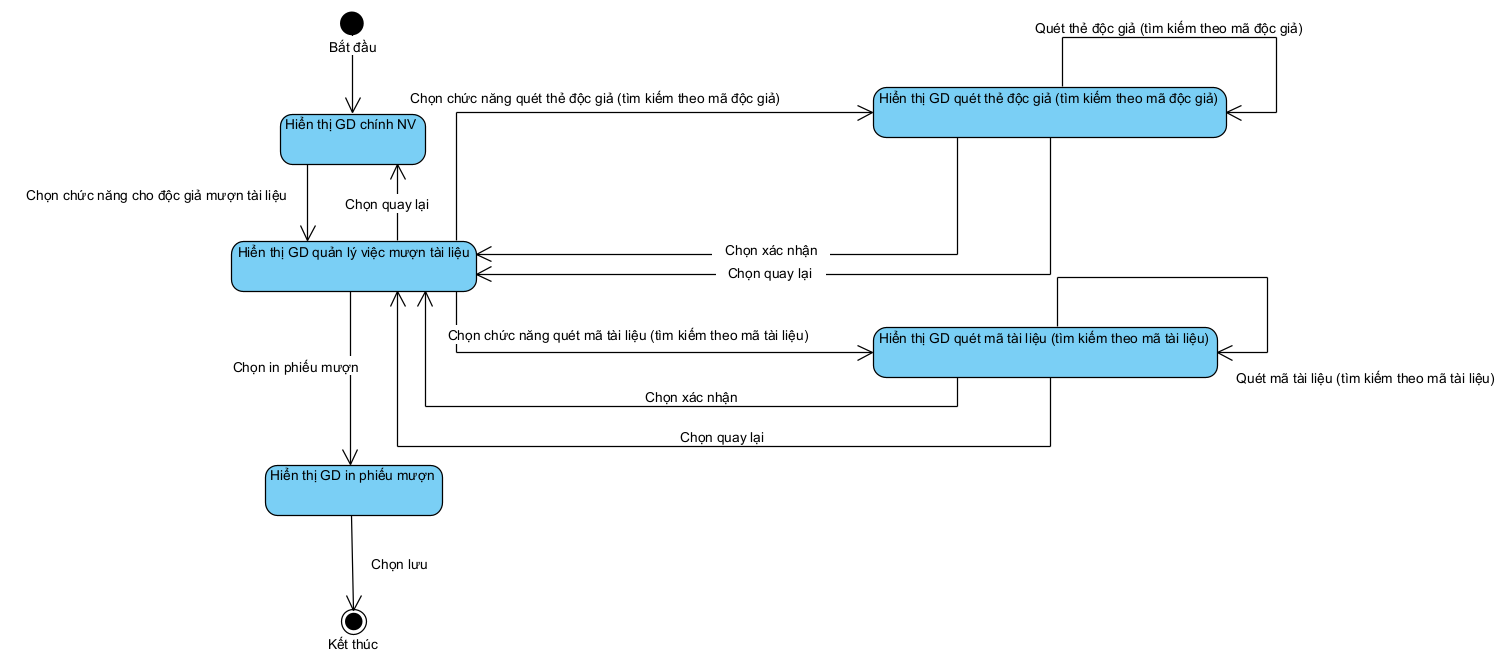 Quét thẻ độc giả (tìm kiếm theo mã độc giả)
Bắt đầu
Chọn chức năng quét thẻ độc giả (tìm kiếm theo mã độc giả)
Hiển thị GD quét thẻ độc giả (tìm kiếm theo mã độc giả)
Hiển thị GD chính NV
Chọn chức năng cho độc giả mượn tài liệu
Chọn quay lại
Hiển thị GD quản lý việc mượn tài liệu
Chọn xác nhận
Chọn quay lại
Chọn chức năng quét mã tài liệu (tìm kiếm theo mã tài liệu)
Hiển thị GD quét mã tài liệu (tìm kiếm theo mã tài liệu)
Chọn in phiếu mượn
Quét mã tài liệu (tìm kiếm theo mã tài liệu)
Chọn xác nhận
Chọn quay lại
Hiển thị GD in phiếu mượn
Chọn lưu
Kết thúc